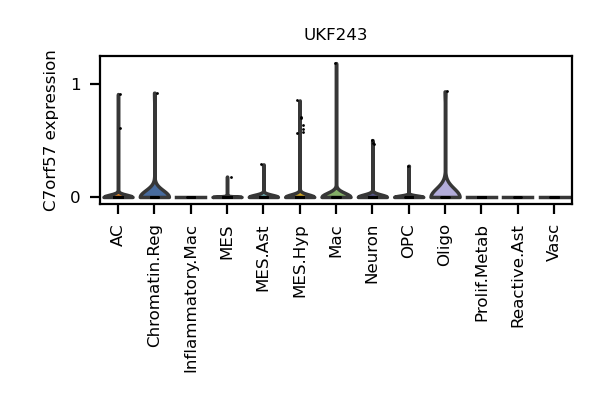 UKF243
C7orf57 expression
1
0
AC
Chromatin.Reg
Inflammatory.Mac
MES
MES.Ast
MES.Hyp
Mac
Neuron
OPC
Oligo
Prolif.Metab
Reactive.Ast
Vasc